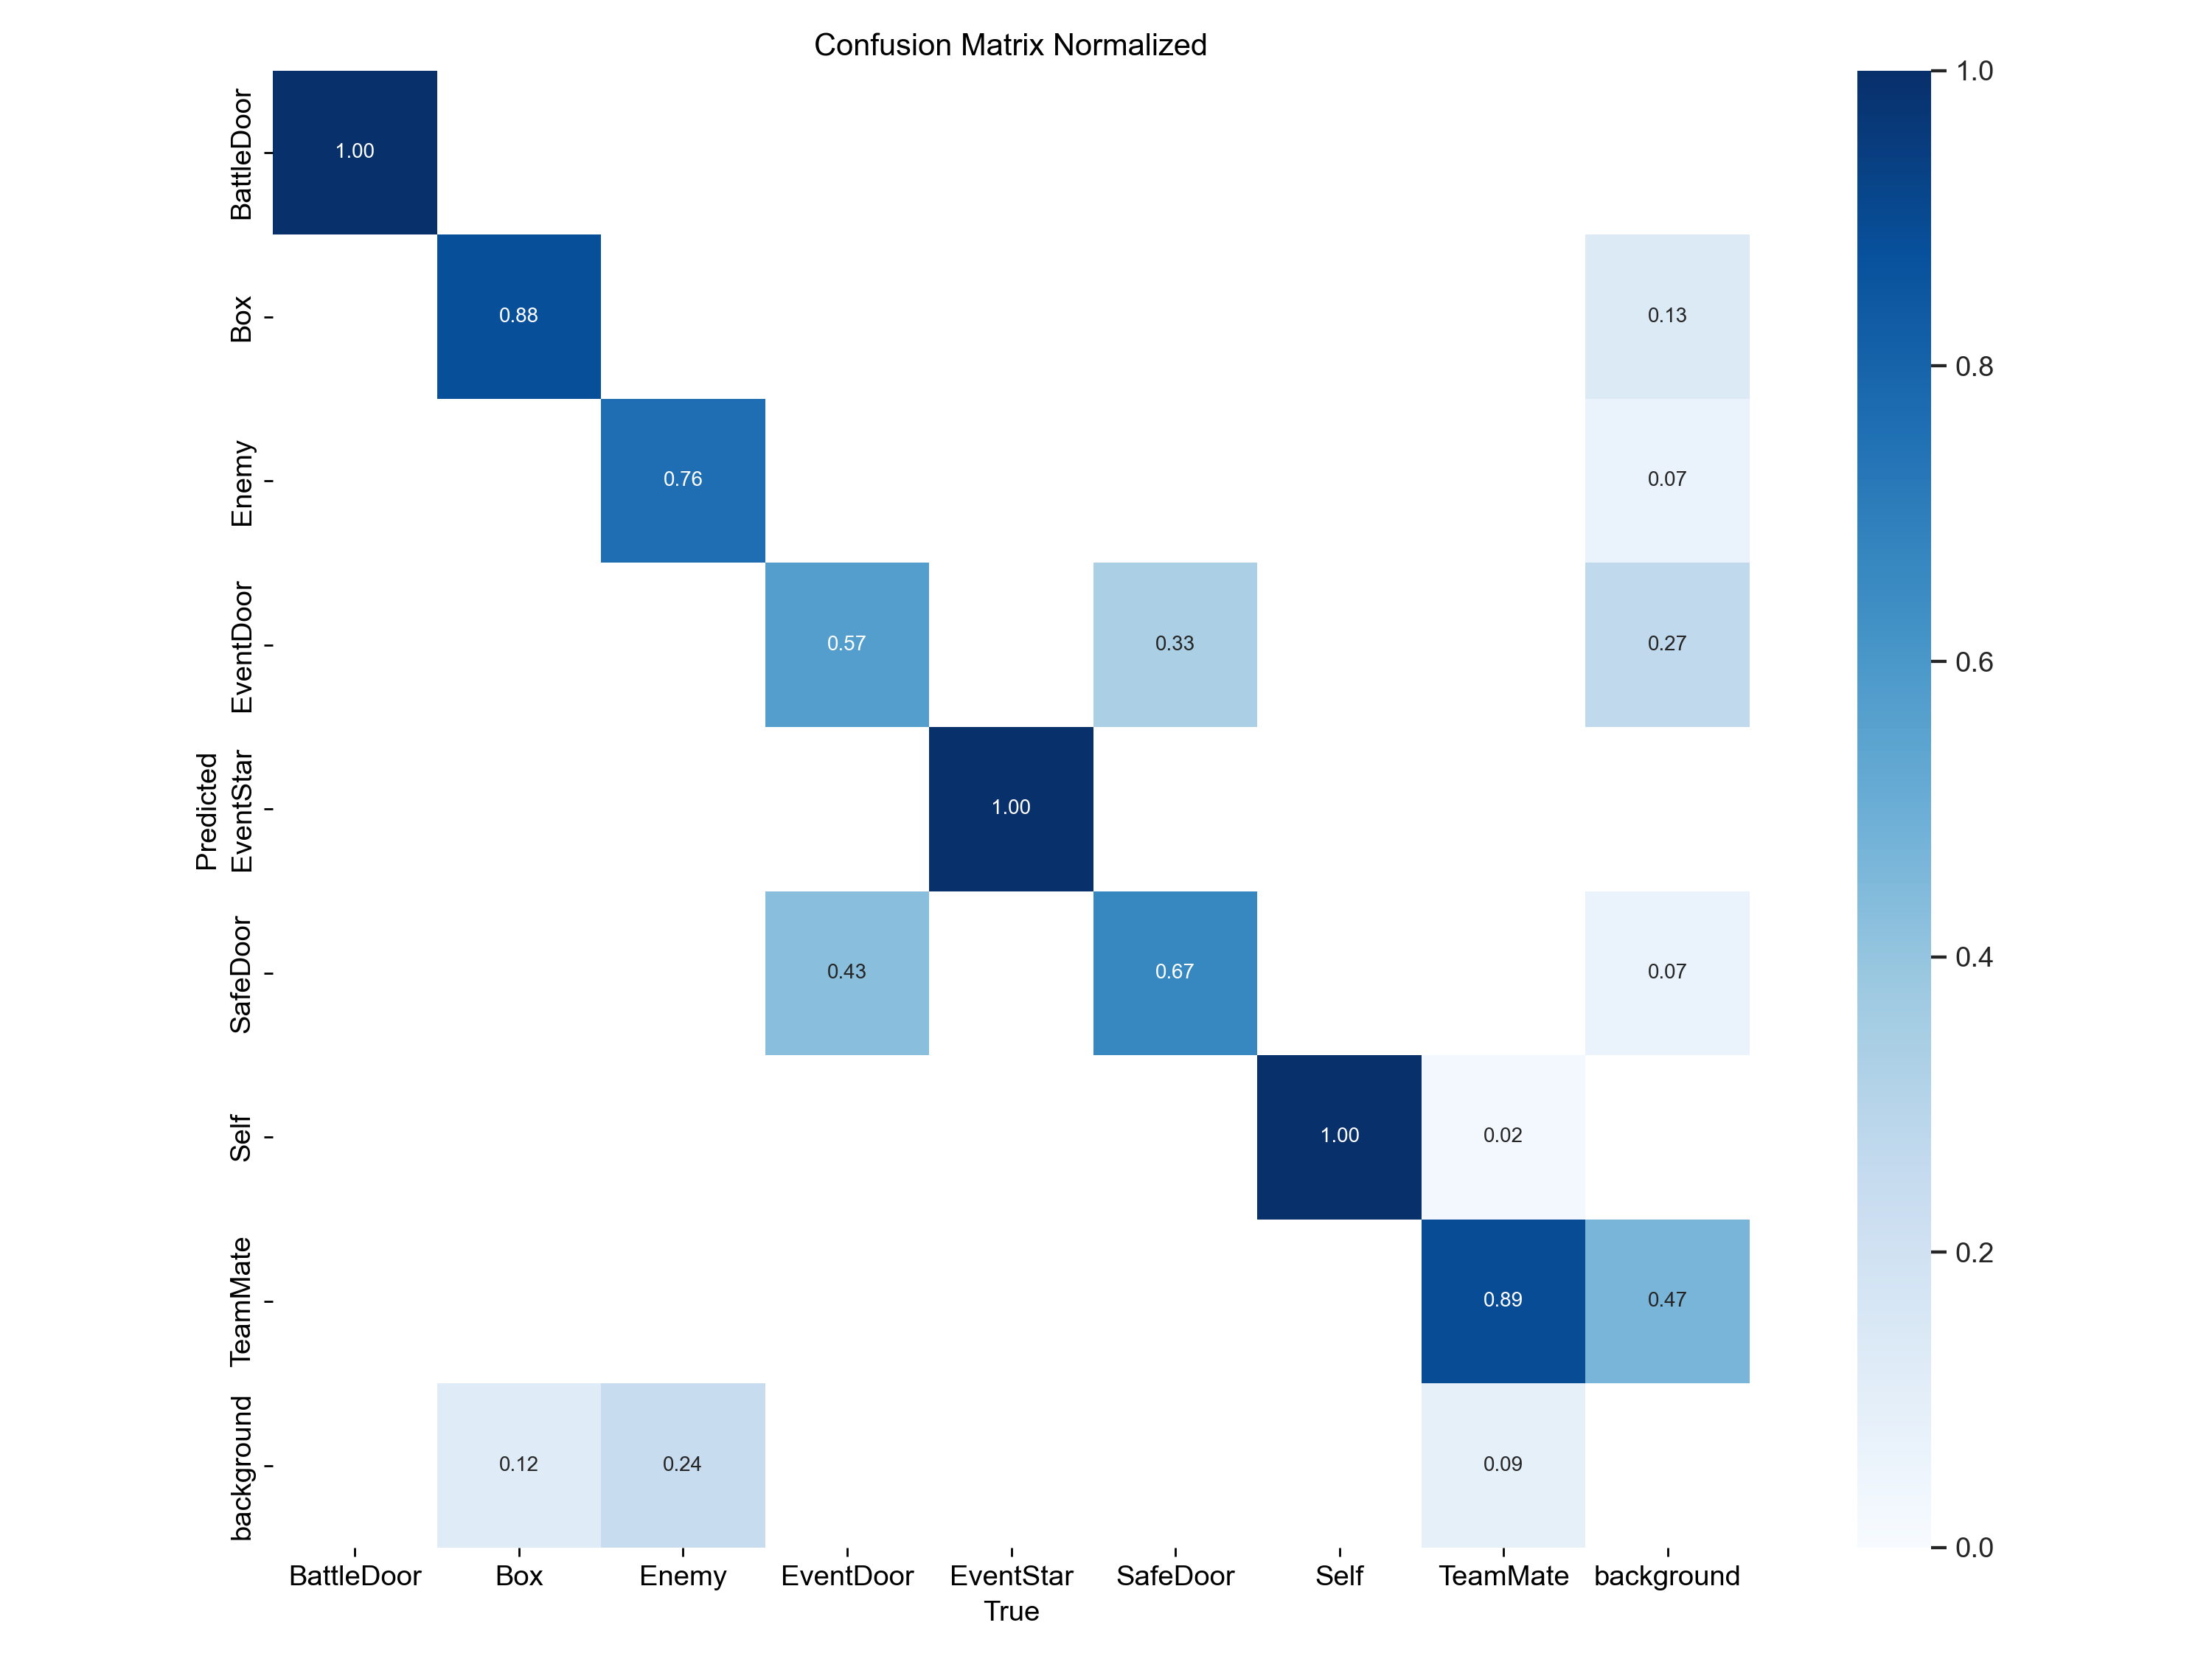 Confusion Matrix Normalized
BattleDoor
1.00
Box
0.88
0.13
Enemy
0.76
0.07
EventDoor
0.57
0.33
0.27
EventStar
1.00
SafeDoor
0.43
0.67
0.07
Self
1.00
0.02
TeamMate
0.89
0.47
background
0.12
0.24
0.09
Predicted
BattleDoor Box Enemy EventDoor EventStar SafeDoor Self TeamMate background
True
1.0
0.8
0.6
0.4
0.2
0.0